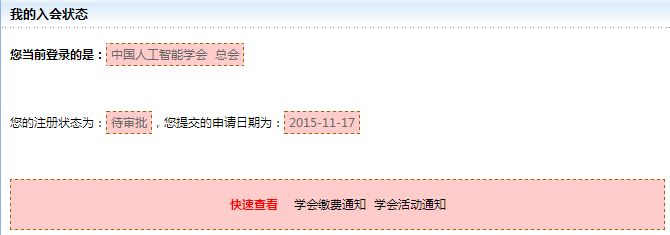 我的入会状态
您当前登录的是：中国人工智能学会 总会
您的注册状态为：待审批，您提交的申请日期为：2015-11-17
快速查看 学会缴费通知 学会活动通知